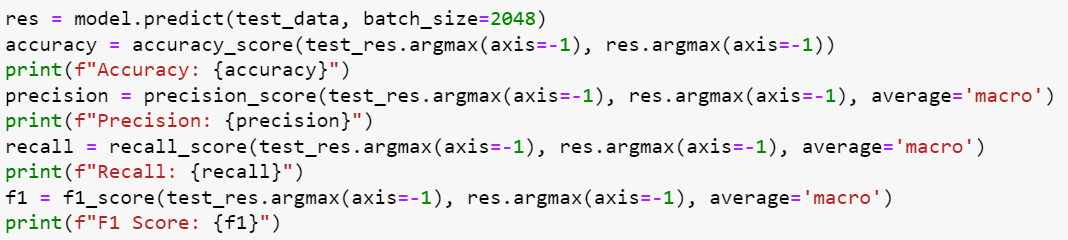 res = model.predict(test_data, batch_size=2048)
accuracy = accuracy_score(test_res.argmax(axis=-1), res.argmax(axis=-1))
print(f"Accuracy: {accuracy}")
precision = precision_score(test_res.argmax(axis=-1), res.argmax(axis=-1), average='macro')
print(f"Precision: {precision}")
recall = recall_score(test_res.argmax(axis=-1), res.argmax(axis=-1), average='macro')
print(f"Recall: {recall}")
f1 = f1_score(test_res.argmax(axis=-1), res.argmax(axis=-1), average='macro')
print(f"F1 Score: {f1}")